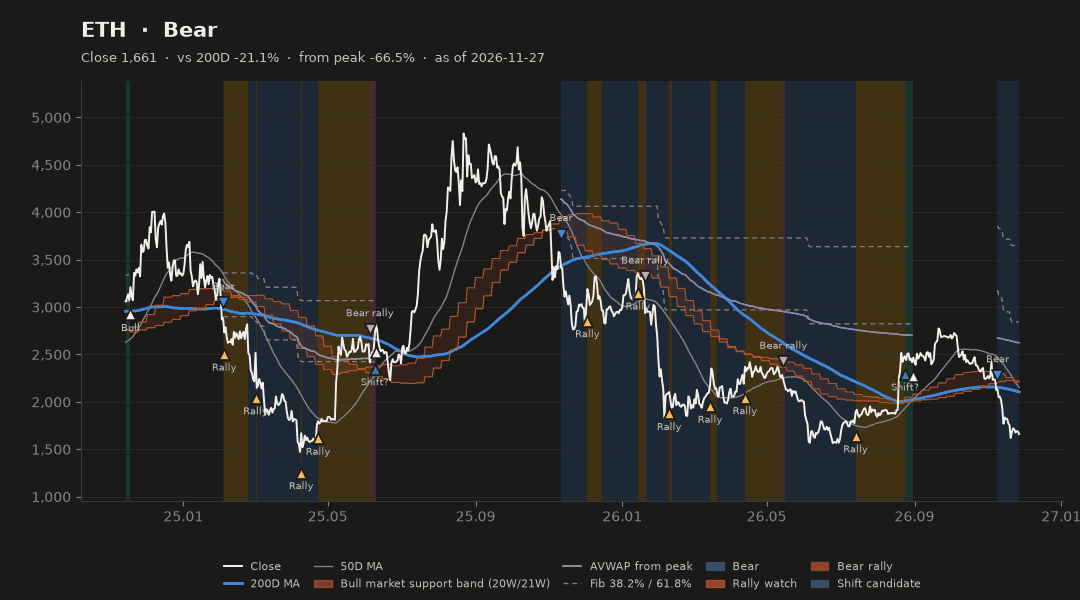 ETH · Bear
Close 1,661 · vs 200D -21.1% · from peak -66.5% · as of 2026-11-27
5,000
4,500
4,000
3,500
3,000
2,500
2,000
1,500
1,000
Bull
Bear
Rally
Rally
Rally
Rally
Bear rally
Shift?
Bear
Rally
Bear rally
Rally
Rally
Rally
Rally
Bear rally
Rally
Shift?
Bear
25.01
25.05
25.09
26.01
26.05
26.09
27.01
Close
200D MA
50D MA
Bull market support band (20W/21W)
AVWAP from peak
Fib 38.2% / 61.8%
Bear
Rally watch
Bear rally
Shift candidate